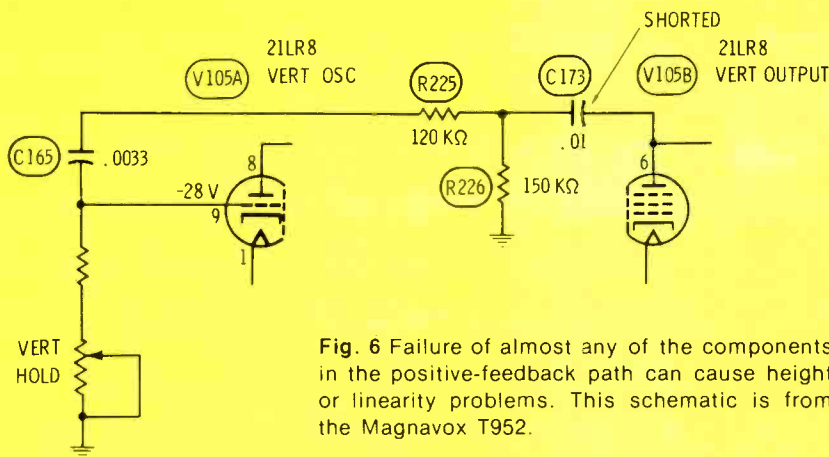 SHORTED
21LR8
V105A VERT OSC
R225
C173
21LR8
V105B VERT OUTPUT
120 KΩ
.01
C165 .0033
R226 150 KΩ
8
-28 V
9
1
6
VERT
HOLD
Fig. 6 Failure of almost any of the components
in the positive-feedback path can cause height
or linearity problems. This schematic is from
the Magnavox T952.